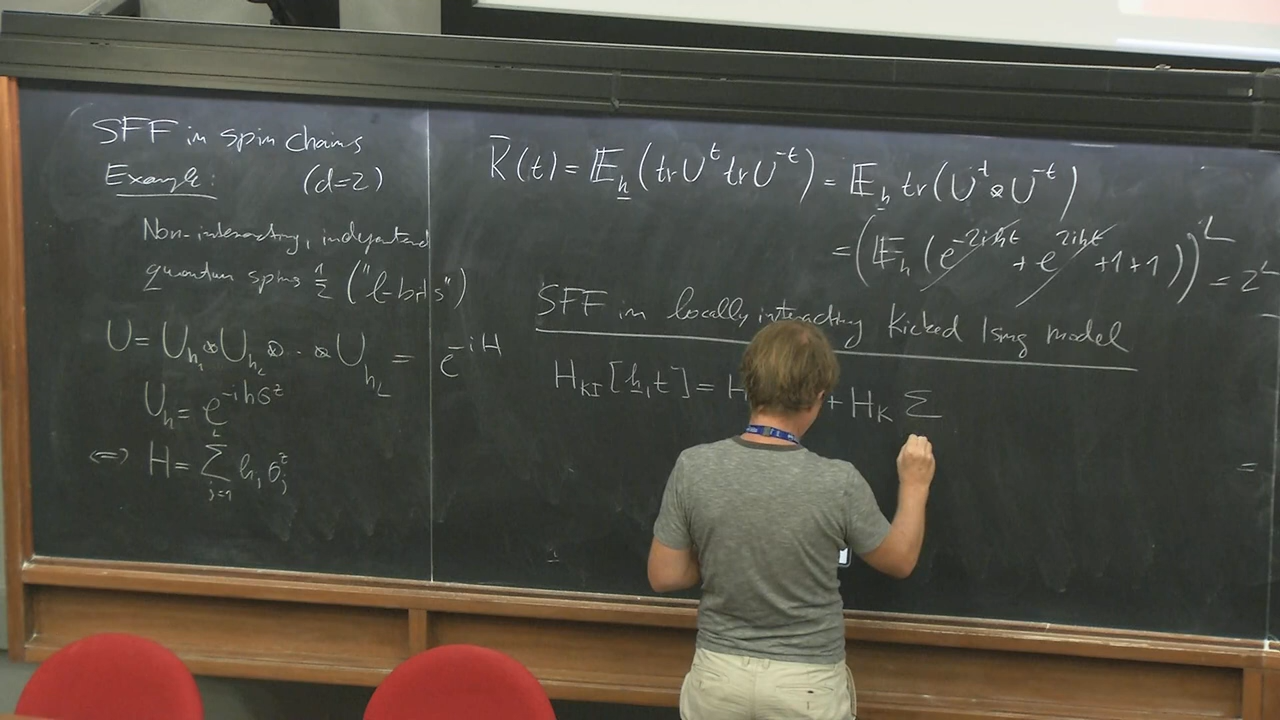 SFF in spin chains
Example: (d=2)
Non-interacting, independent
quantum spins 1/2 ("l-bits")
U = U_{h_1} ⊗ U_{h_2} ⊗ · · ⊗ U_{h_L} = e^{-iH}
U_h = e^{-ihσ^z}
⇔ H = Σ_{j=1}^{L} h_j σ_j^z
K̄(t) = 𝔼_h (tr U^t tr U^{-t}) = 𝔼_h tr(U^t ⊗ U^{-t})
= (𝔼_h (e^{-2iht} + e^{2iht} + 1 + 1))^L = 2^L
SFF in locally interacting Kicked Ising model
H_{KI} [h, t] = H + H_K Σ
=